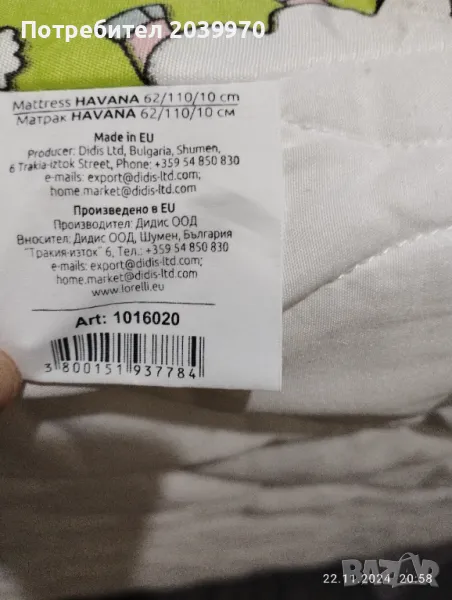 Потребител 2039970
Mattress HAVANA 62/110/10 cm
Матрак HAVANA 62/110/10 см
Made in EU
Producer: Didis Ltd, Bulgaria, Shumen,
6 Trakia-Iztok Street, Phone: +359 54 850 830
e-mails: export@didis-ltd.com;
home.market@didis-ltd.com
Произведено в EU
Производител: Дидис ООД
Вносител: Дидис ООД, Шумен, България
"Тракия-изток" 6, Тел.: +359 54 850 830
e-mails: export@didis-ltd.com;
home.market@didis-ltd.com
www.lorelli.eu
Art: 1016020
3 800151 937784
BAZAR
22.11.2024 20:58